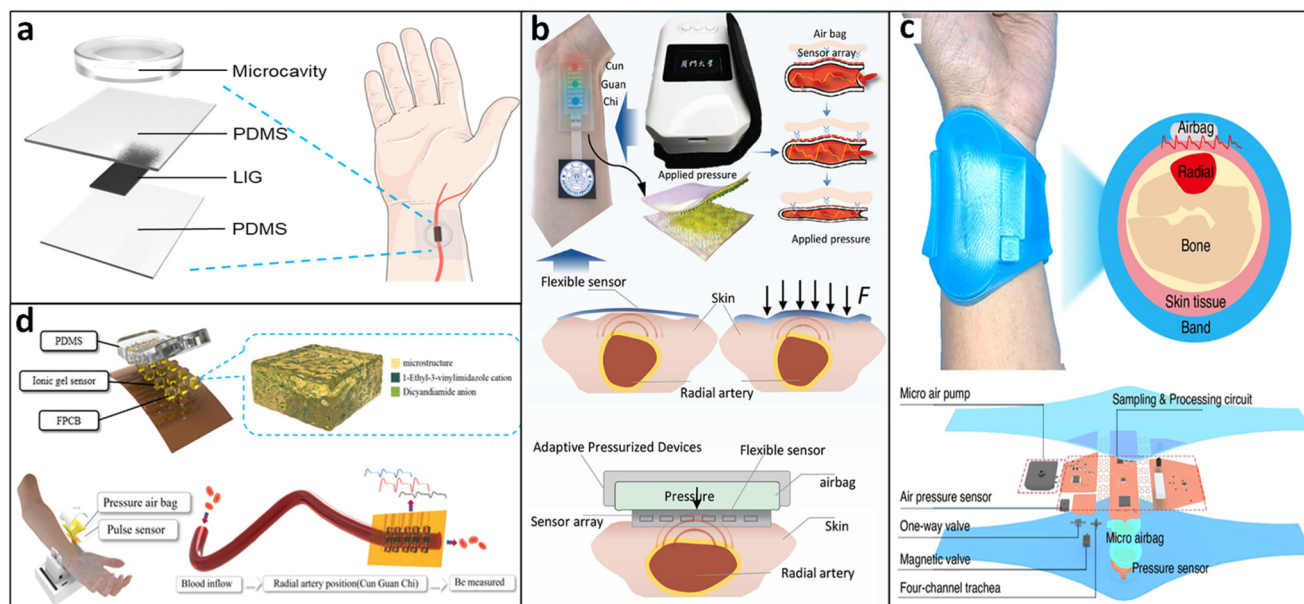 a
Microcavity
PDMS
LIG
PDMS
b
Cun
Guan
Chi
厦門大學
Air bag
Sensor array
Applied pressure
Applied pressure
Flexible sensor
Skin
F
Radial artery
Adaptive Pressurized Devices
Flexible sensor
airbag
Pressure
Sensor array
Skin
Radial artery
c
Airbag
Radial
Bone
Skin tissue
Band
Micro air pump
Sampling & Processing circuit
Air pressure sensor
One-way valve
Micro airbag
Magnetic valve
Pressure sensor
Four-channel trachea
d
PDMS
Ionic gel sensor
FPCB
microstructure
1-Ethyl-3-vinylimidazole cation
Dicyandiamide anion
Pressure air bag
Pulse sensor
Blood inflow
Radial artery position(Cun Guan Chi)
Be measured